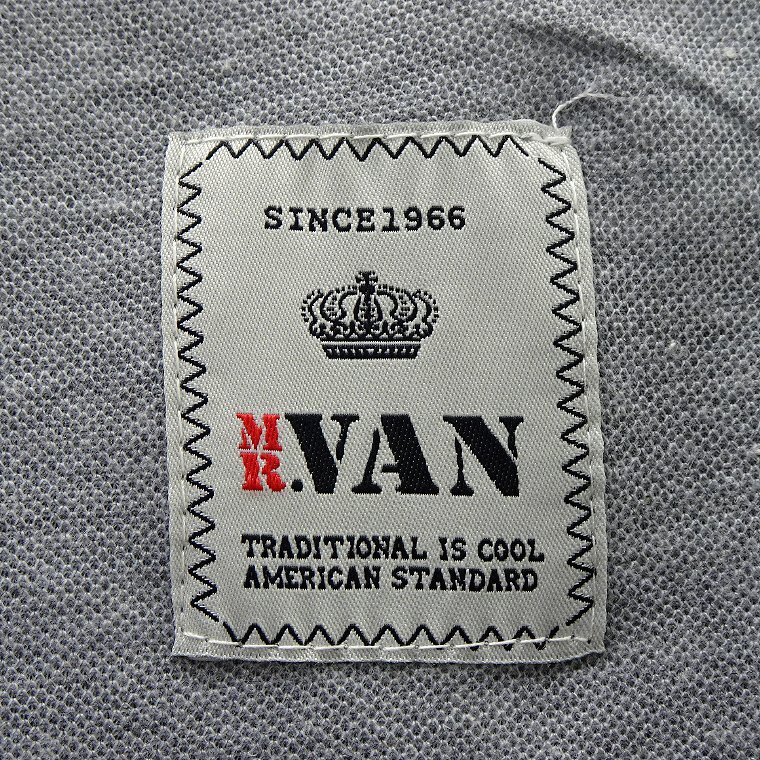 SINCE1966
MR.VAN
TRADITIONAL IS COOL
AMERICAN STANDARD